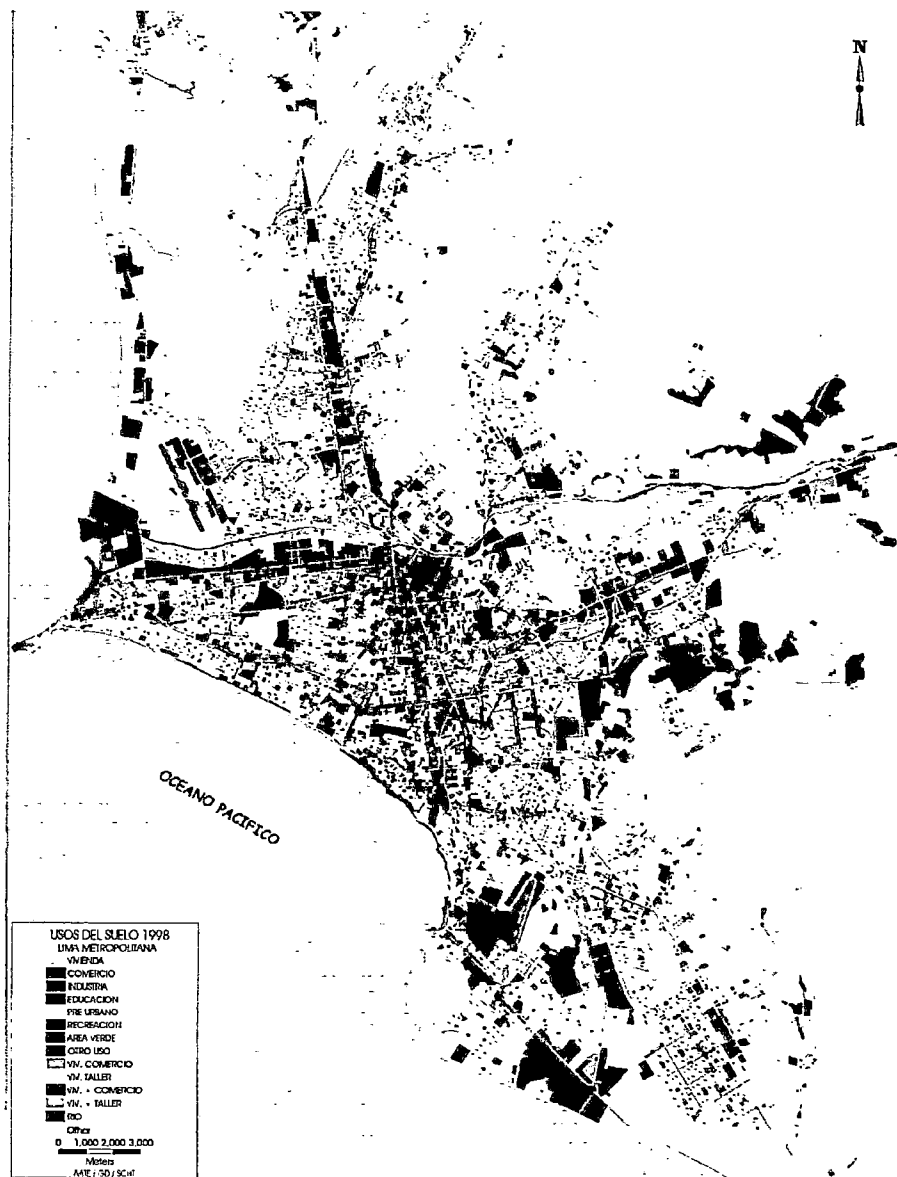 N
OCEANO PACIFICO
USOS DEL SUELO 1998
LIMA METROPOLITANA
VIVIENDA
COMERCIO
INDUSTRIA
EDUCACION
PRE URBANO
RECREACION
AREA VERDE
OTRO USO
VIV. COMERCIO
VIV. TALLER
VIV. + COMERCIO
VIV. + TALLER
RIO
Other
0 1,000 2,000 3,000
Meters